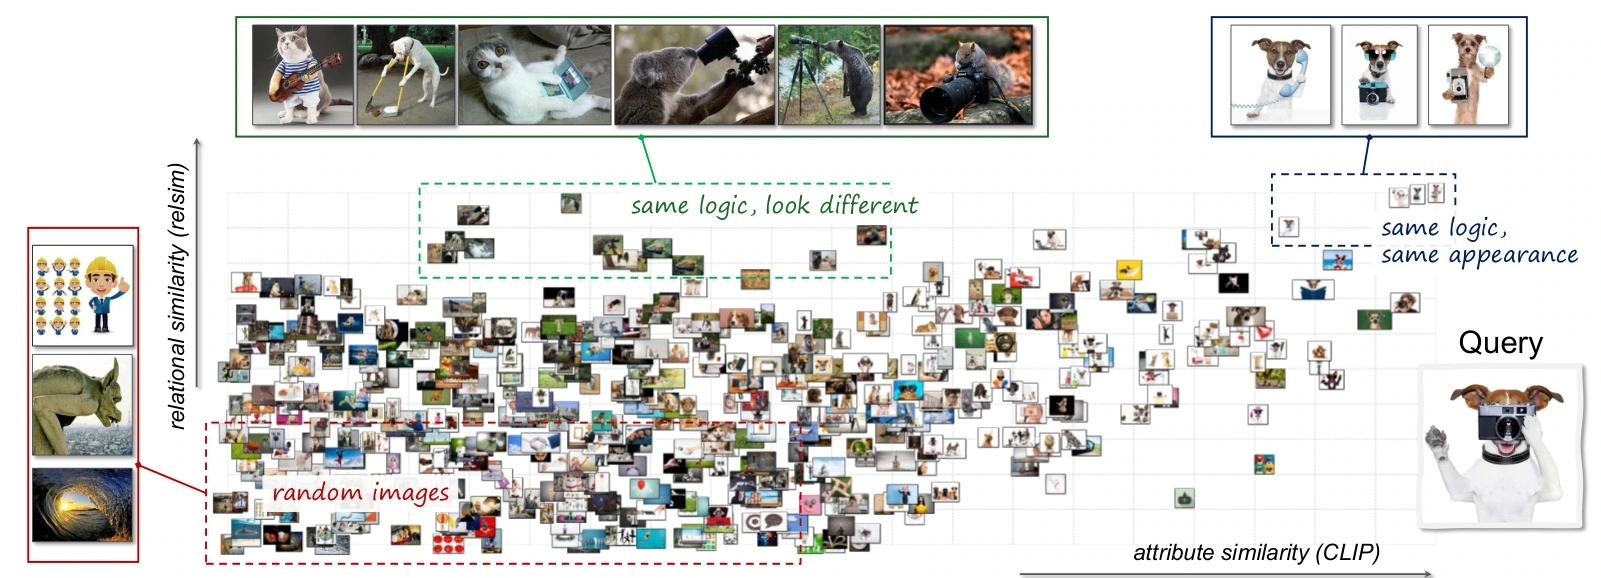 same logic, look different
same logic,
same appearance
relational similarity (relsim)
Query
random images
attribute similarity (CLIP)